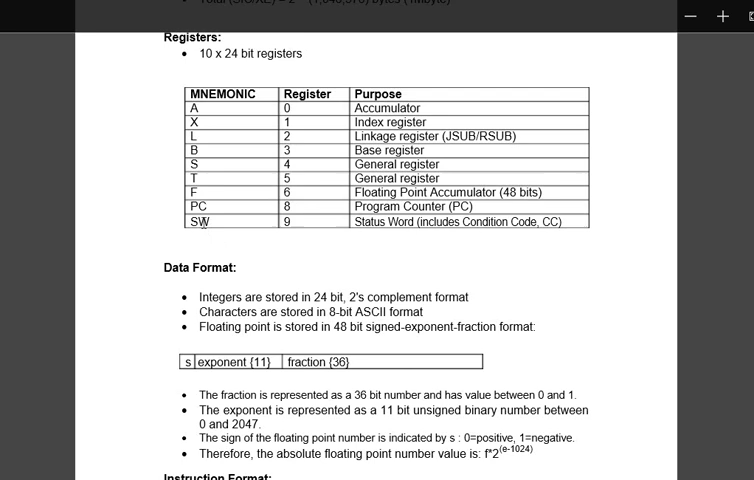 Registers:
• 10 x 24 bit registers
MNEMONIC Register Purpose
A 0 Accumulator
X 1 Index register
L 2 Linkage register (JSUB/RSUB)
B 3 Base register
S 4 General register
T 5 General register
F 6 Floating Point Accumulator (48 bits)
PC 8 Program Counter (PC)
SW 9 Status Word (includes Condition Code, CC)
Data Format:
• Integers are stored in 24 bit, 2's complement format
• Characters are stored in 8-bit ASCII format
• Floating point is stored in 48 bit signed-exponent-fraction format:
s exponent {11} fraction {36}
• The fraction is represented as a 36 bit number and has value between 0 and 1.
• The exponent is represented as a 11 bit unsigned binary number between
0 and 2047.
• The sign of the floating point number is indicated by s : 0=positive, 1=negative.
• Therefore, the absolute floating point number value is: f*2^(e-1024)
Instruction Format: